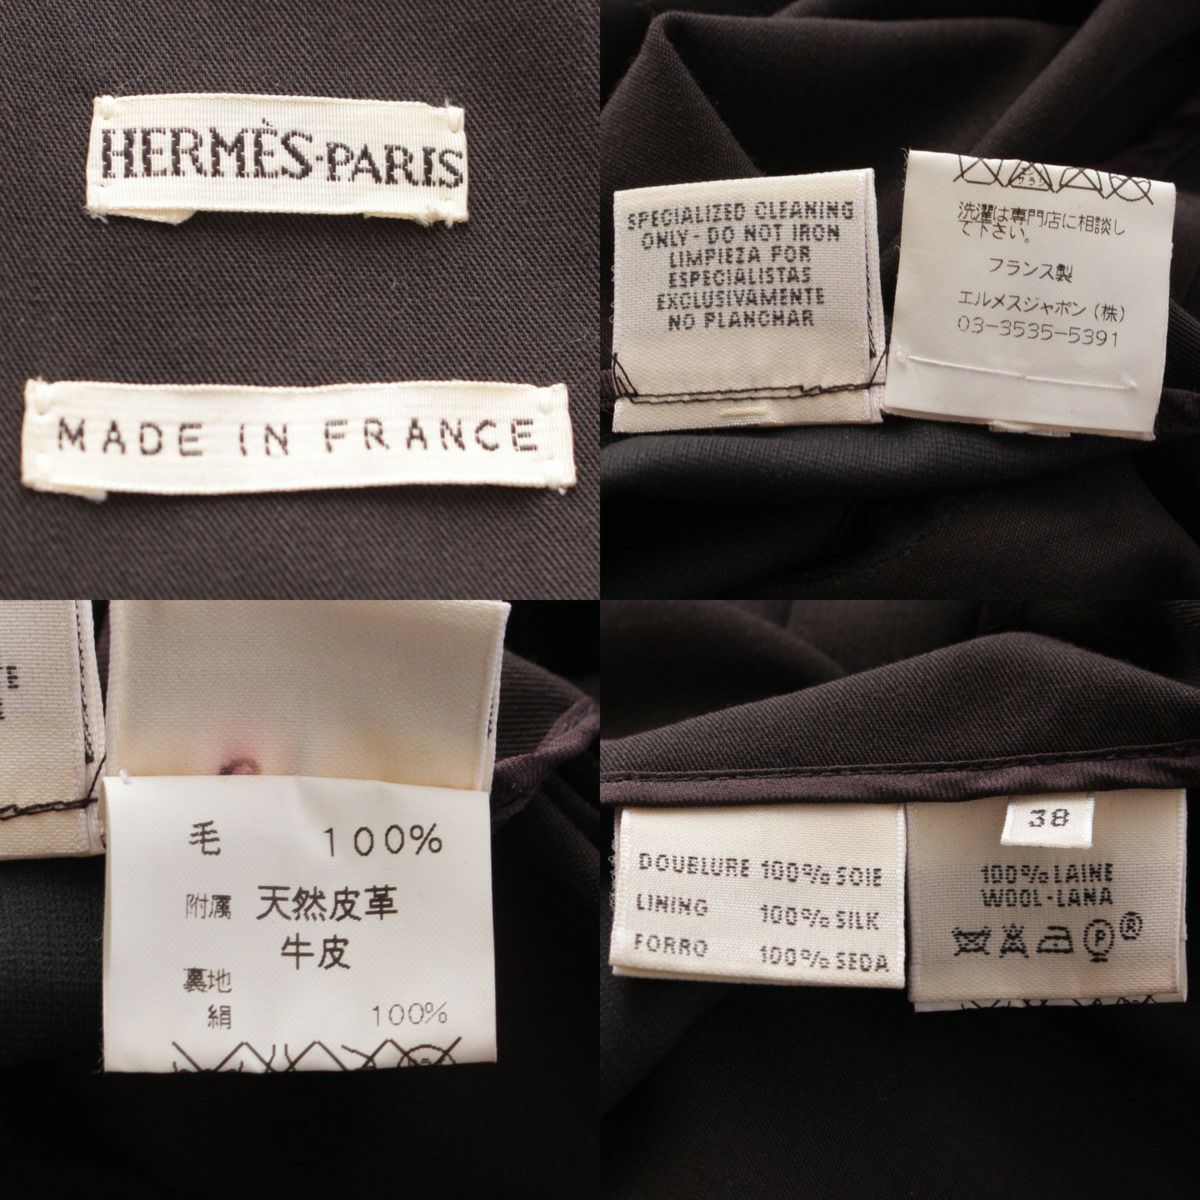 HERMÈS-PARIS
MADE IN FRANCE
SPECIALIZED CLEANING
ONLY - DO NOT IRON
LIMPIEZA POR
ESPECIALISTAS
EXCLUSIVAMENTE
NO PLANCHAR
洗濯は専門店に相談し
て下さい。
フランス製
エルメスジャポン（株）
03-3535-5391
毛 100%
附属 天然皮革
牛皮
裏地
絹 100%
DOUBLURE 100% SOIE
LINING 100% SILK
FORRO 100% SEDA
38
100% LAINE
WOOL-LANA
P ®